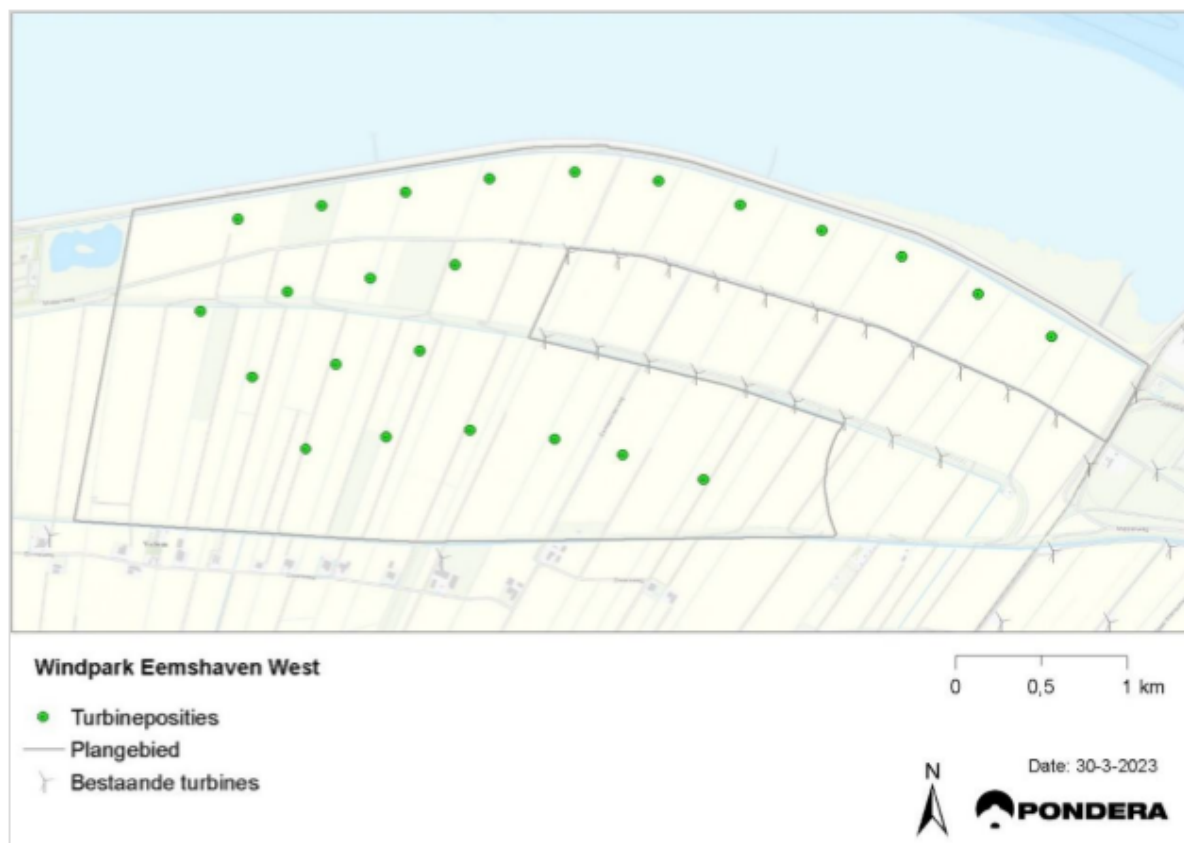 Windpark Eemshaven West
Turbineposities
Plangebied
Bestaande turbines
0 0,5 1 km
N
Date: 30-3-2023
PONDERA